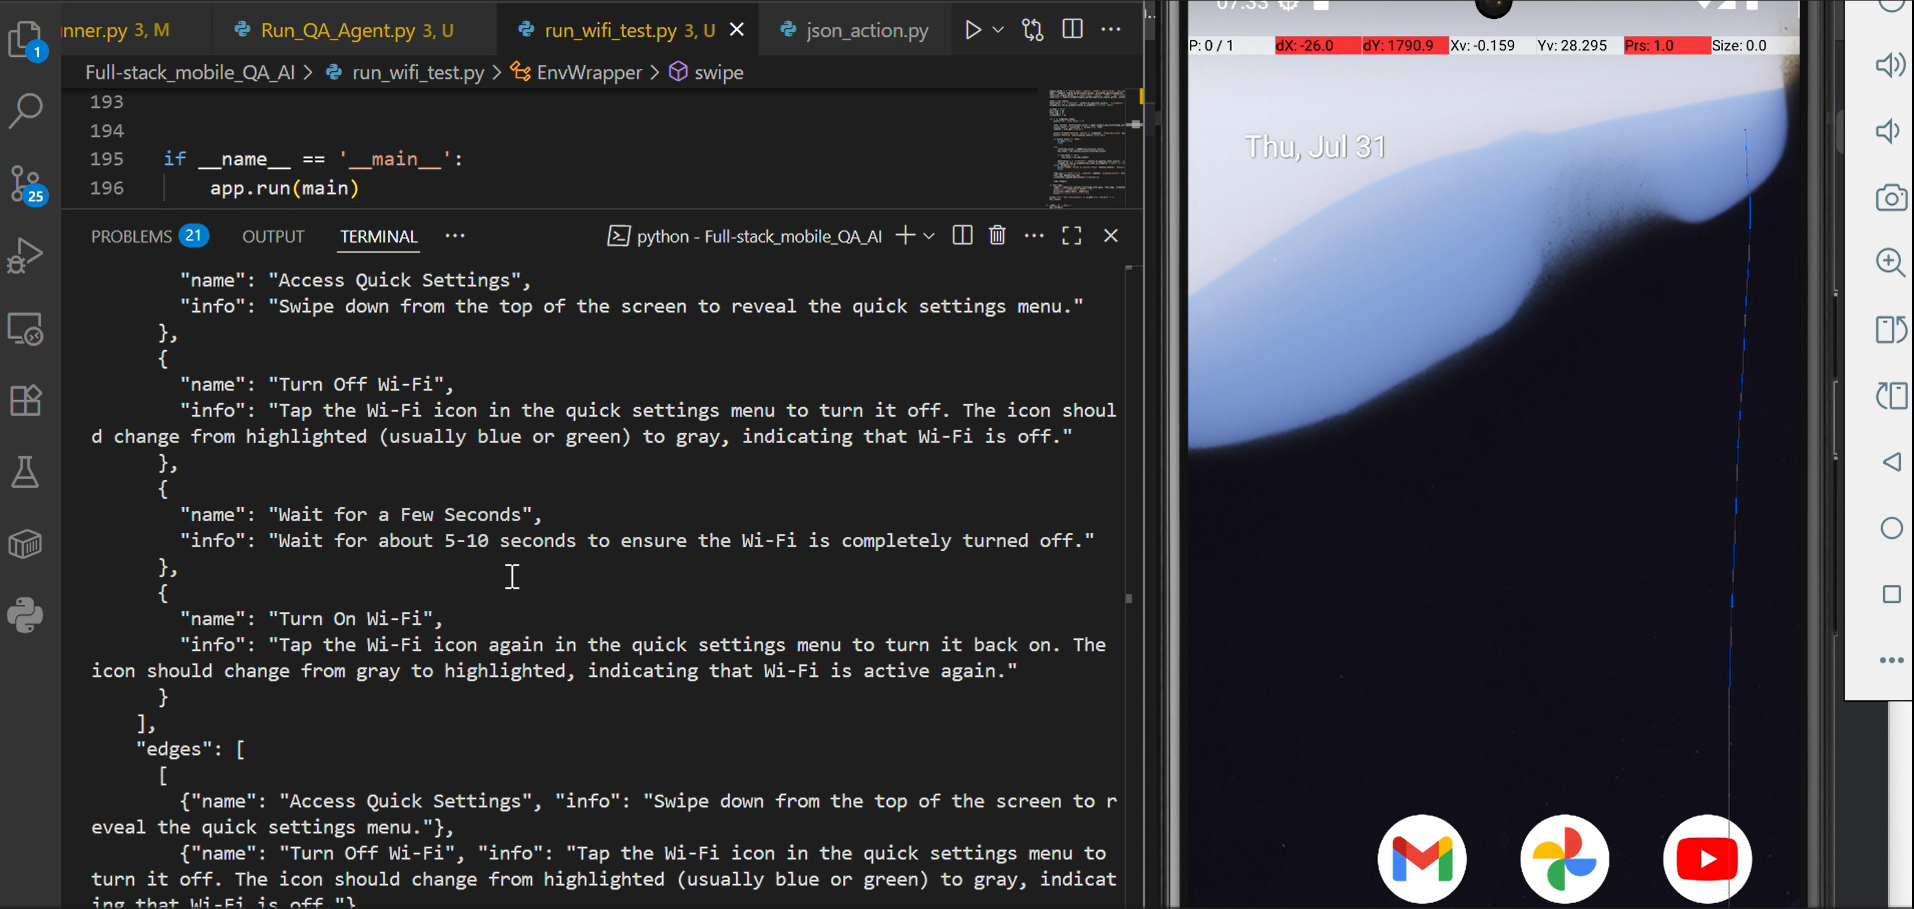 1
25
nner.py 3, M
Run_QA_Agent.py 3, U
run_wifi_test.py 3, U
json_action.py
Full-stack_mobile_QA_AI > run_wifi_test.py > EnvWrapper > swipe
193
194
195 if __name__ == '__main__':
196 app.run(main)
PROBLEMS 21 OUTPUT TERMINAL python - Full-stack_mobile_QA_AI
"name": "Access Quick Settings",
"info": "Swipe down from the top of the screen to reveal the quick settings menu."
},
{
"name": "Turn Off Wi-Fi",
"info": "Tap the Wi-Fi icon in the quick settings menu to turn it off. The icon shoul
d change from highlighted (usually blue or green) to gray, indicating that Wi-Fi is off."
},
{
"name": "Wait for a Few Seconds",
"info": "Wait for about 5-10 seconds to ensure the Wi-Fi is completely turned off."
},
{
"name": "Turn On Wi-Fi",
"info": "Tap the Wi-Fi icon again in the quick settings menu to turn it back on. The
icon should change from gray to highlighted, indicating that Wi-Fi is active again."
}
],
"edges": [
[
{"name": "Access Quick Settings", "info": "Swipe down from the top of the screen to r
eveal the quick settings menu."},
{"name": "Turn Off Wi-Fi", "info": "Tap the Wi-Fi icon in the quick settings menu to
turn it off. The icon should change from highlighted (usually blue or green) to gray, indicat
ing that Wi-Fi is off."}
07:33
P: 0 / 1 dX: -26.0 dY: 1790.9 Xv: -0.159 Yv: 28.295 Prs: 1.0 Size: 0.0
Thu, Jul 31